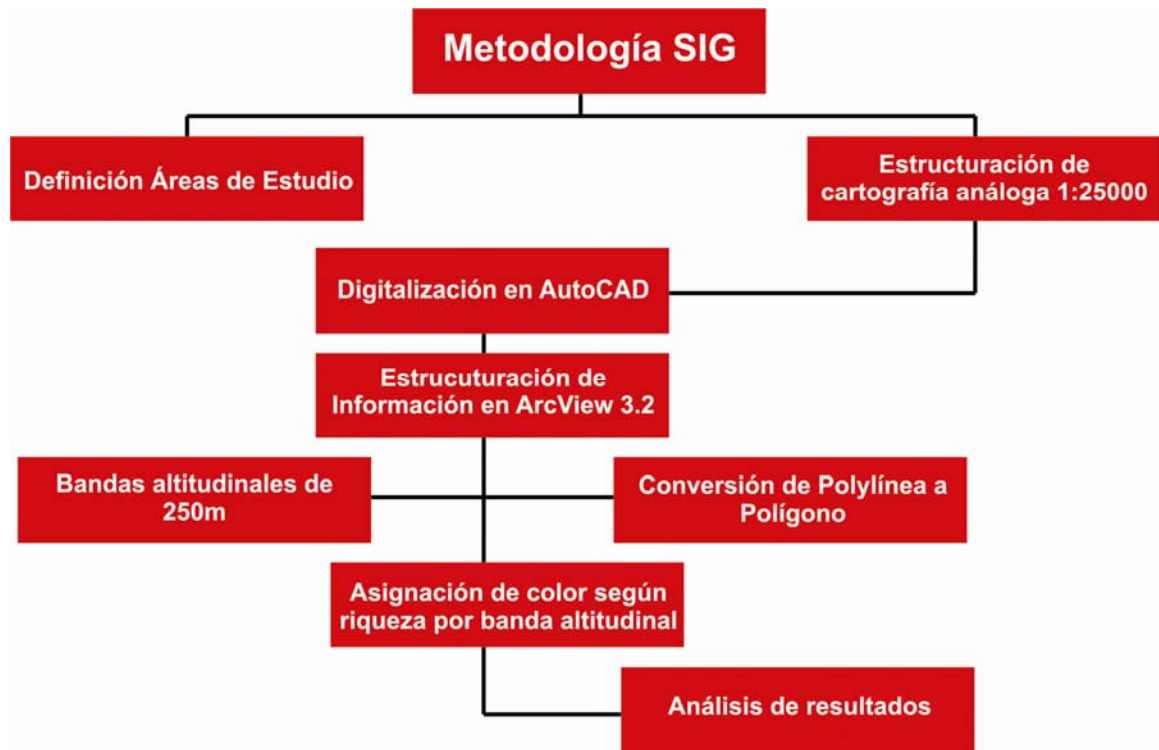 Metodología SIG
Definición Áreas de Estudio
Estructuración de
cartografía análoga 1:25000
Digitalización en AutoCAD
Estrucuturación de
Información en ArcView 3.2
Bandas altitudinales de
250m
Conversión de Polylínea a
Polígono
Asignación de color según
riqueza por banda altitudinal
Análisis de resultados